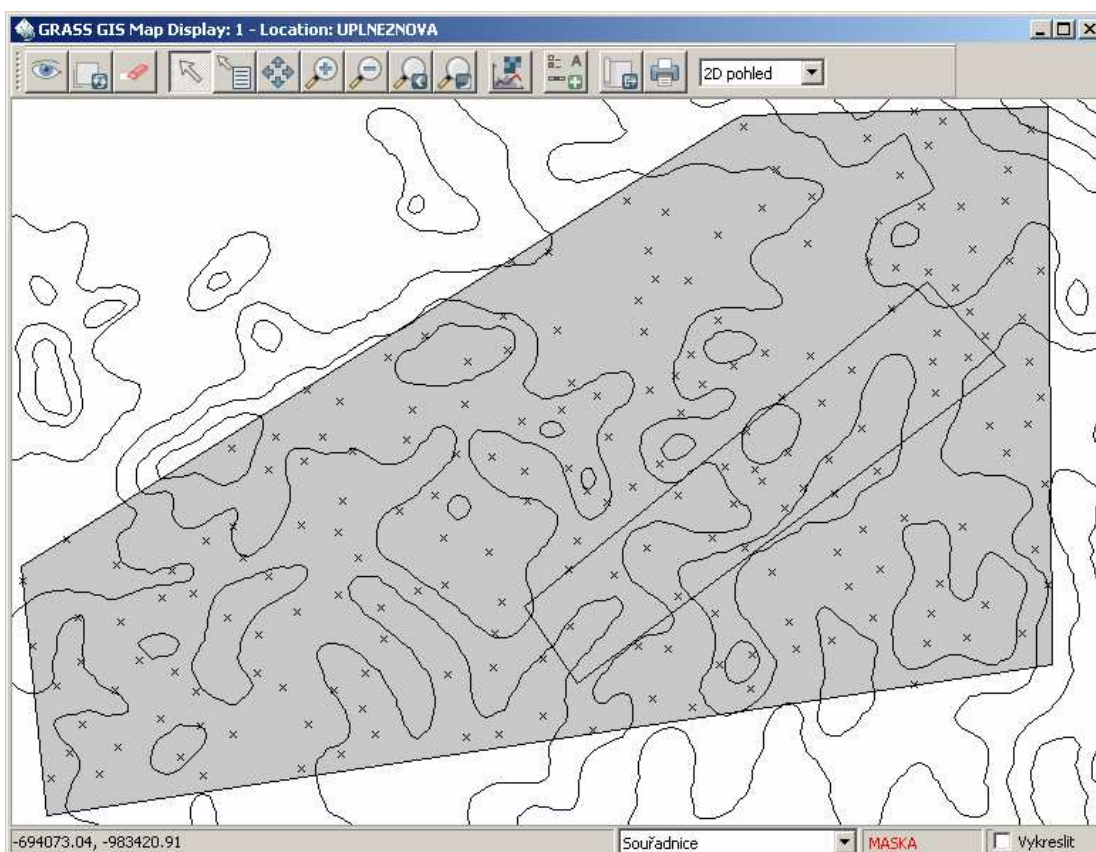 GRASS GIS Map Display: 1 - Location: UPLNEZNOVA
2D pohled
-694073.04, -983420.91
Souřadnice
MASKA
Vykreslit